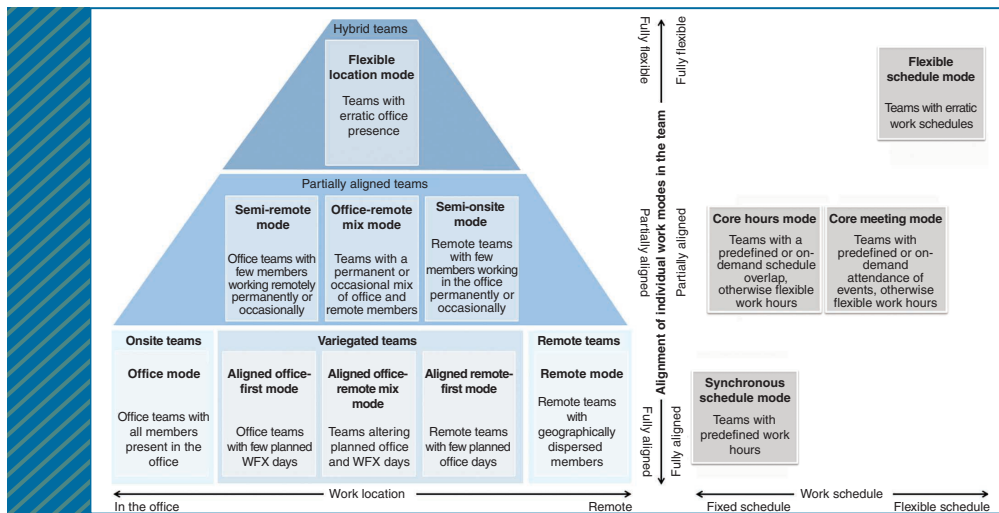 Hybrid teams
Flexible
location mode
Teams with
erratic office
presence
Partially aligned teams
Semi-remote
mode
Office teams with
few members
working remotely
permanently or
occasionally
Office-remote
mix mode
Teams with a
permanent or
occasional mix
of office and
remote members
Semi-onsite
mode
Remote teams
with few
members working
in the office
permanently or
occasionally
Onsite teams
Office mode
Office teams with
all members
present in the
office
Variegated teams
Aligned office-
first mode
Office teams
with few planned
WFX days
Aligned office-
remote mix
mode
Teams altering
planned office
and WFX days
Aligned remote-
first mode
Remote teams
with few planned
office days
Remote teams
Remote mode
Remote teams
with
geographically
dispersed
members
Work location
In the office
Remote
Alignment of individual work modes in the team
Fully flexible
Partially aligned
Fully aligned
Fully flexible
Partially aligned
Fully aligned
Flexible
schedule mode
Teams with erratic
work schedules
Core hours mode
Teams with a
predefined or on-
demand schedule
overlap,
otherwise flexible
work hours
Core meeting mode
Teams with
predefined or on-
demand
attendance of
events, otherwise
flexible work hours
Synchronous
schedule mode
Teams with
predefined work
hours
Work schedule
Fixed schedule
Flexible schedule